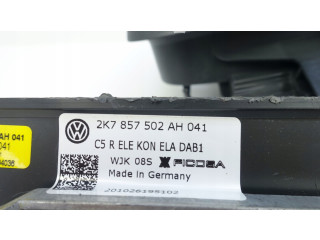 2K7 857 502 AH 041
C5 R ELE KON ELA DAB1
WJK 08S FICOSA
Made in Germany
201026195102
AH 041
041
94036